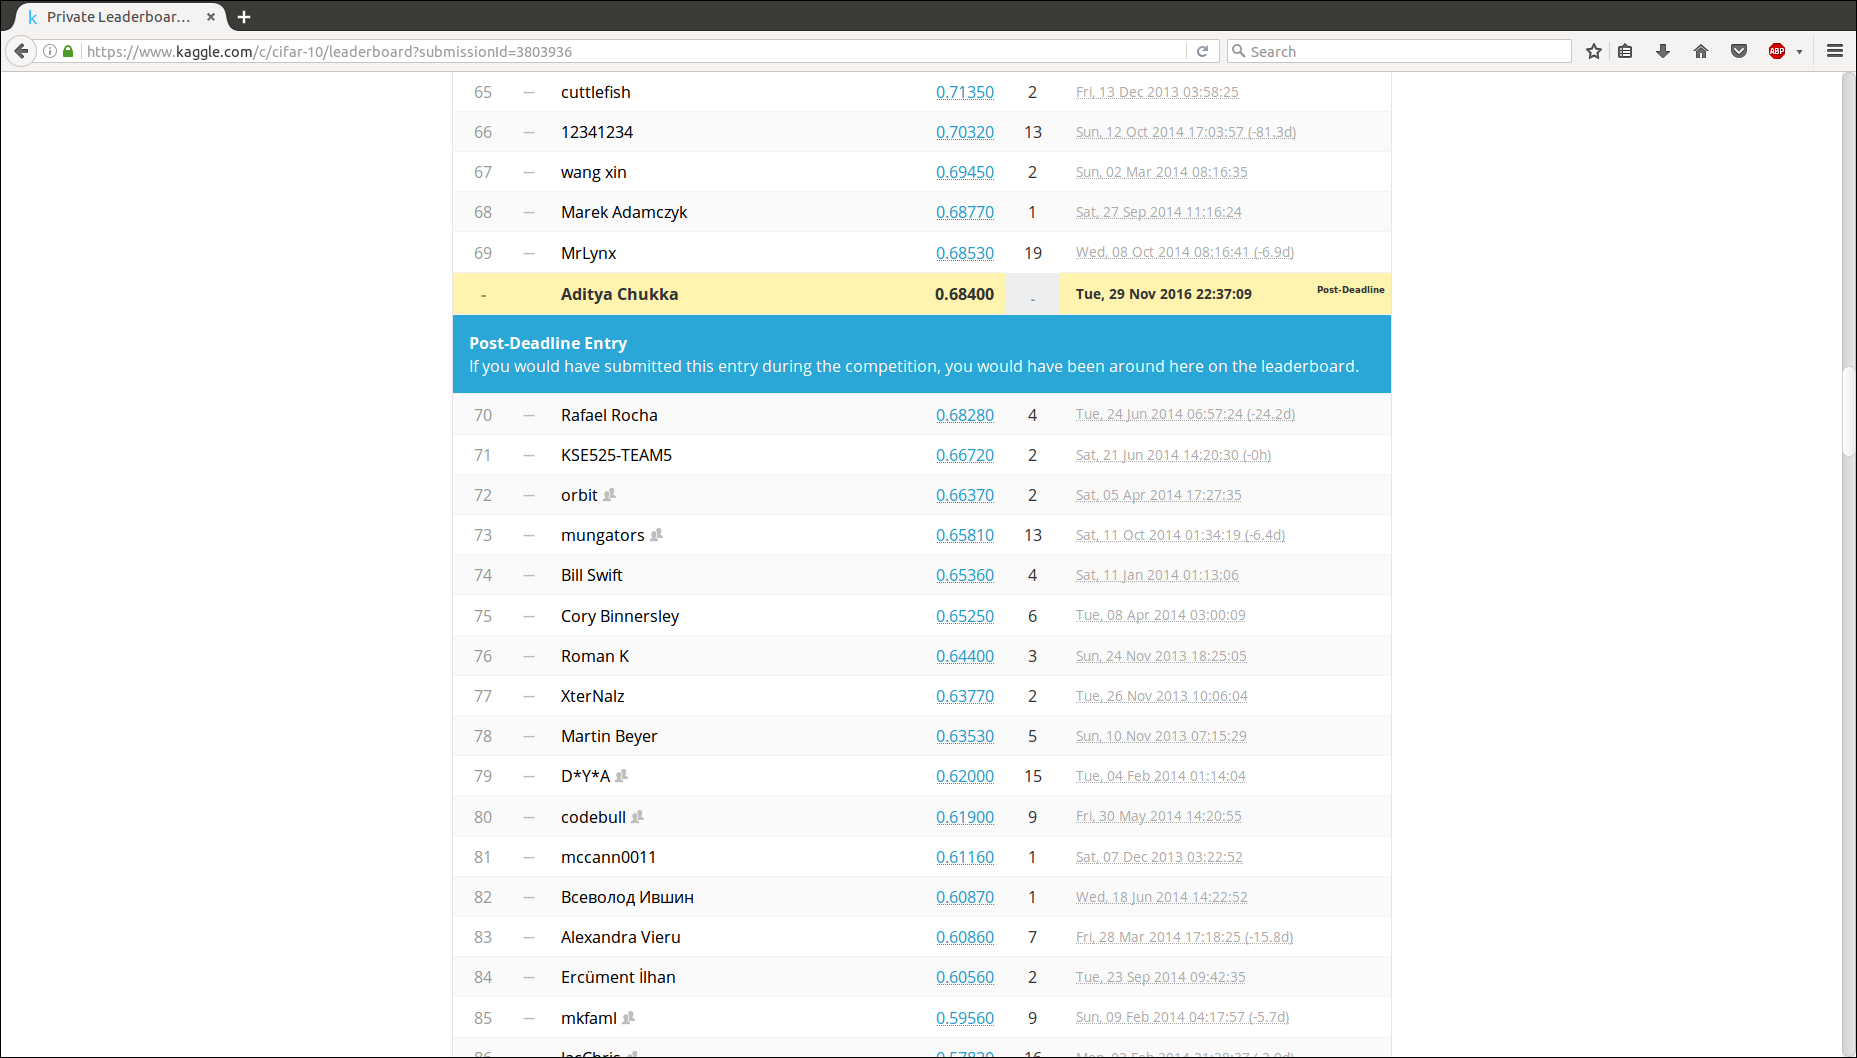 Private Leaderboar...
https://www.kaggle.com/c/cifar-10/leaderboard?submissionId=3803936
Search
ABP
65 — cuttlefish 0.71350 2 Fri, 13 Dec 2013 03:58:25
66 — 12341234 0.70320 13 Sun, 12 Oct 2014 17:03:57 (-81.3d)
67 — wang xin 0.69450 2 Sun, 02 Mar 2014 08:16:35
68 — Marek Adamczyk 0.68770 1 Sat, 27 Sep 2014 11:16:24
69 — MrLynx 0.68530 19 Wed, 08 Oct 2014 08:16:41 (-6.9d)
- Aditya Chukka 0.68400 - Tue, 29 Nov 2016 22:37:09 Post-Deadline
Post-Deadline Entry
If you would have submitted this entry during the competition, you would have been around here on the leaderboard.
70 — Rafael Rocha 0.68280 4 Tue, 24 Jun 2014 06:57:24 (-24.2d)
71 — KSE525-TEAM5 0.66720 2 Sat, 21 Jun 2014 14:20:30 (-0h)
72 — orbit 0.66370 2 Sat, 05 Apr 2014 17:27:35
73 — mungators 0.65810 13 Sat, 11 Oct 2014 01:34:19 (-6.4d)
74 — Bill Swift 0.65360 4 Sat, 11 Jan 2014 01:13:06
75 — Cory Binnersley 0.65250 6 Tue, 08 Apr 2014 03:00:09
76 — Roman K 0.64400 3 Sun, 24 Nov 2013 18:25:05
77 — XterNalz 0.63770 2 Tue, 26 Nov 2013 10:06:04
78 — Martin Beyer 0.63530 5 Sun, 10 Nov 2013 07:15:29
79 — D*Y*A 0.62000 15 Tue, 04 Feb 2014 01:14:04
80 — codebull 0.61900 9 Fri, 30 May 2014 14:20:55
81 — mccann0011 0.61160 1 Sat, 07 Dec 2013 03:22:52
82 — Всеволод Ившин 0.60870 1 Wed, 18 Jun 2014 14:22:52
83 — Alexandra Vieru 0.60860 7 Fri, 28 Mar 2014 17:18:25 (-15.8d)
84 — Ercüment İlhan 0.60560 2 Tue, 23 Sep 2014 09:42:35
85 — mkfaml 0.59560 9 Sun, 09 Feb 2014 04:17:57 (-5.7d)